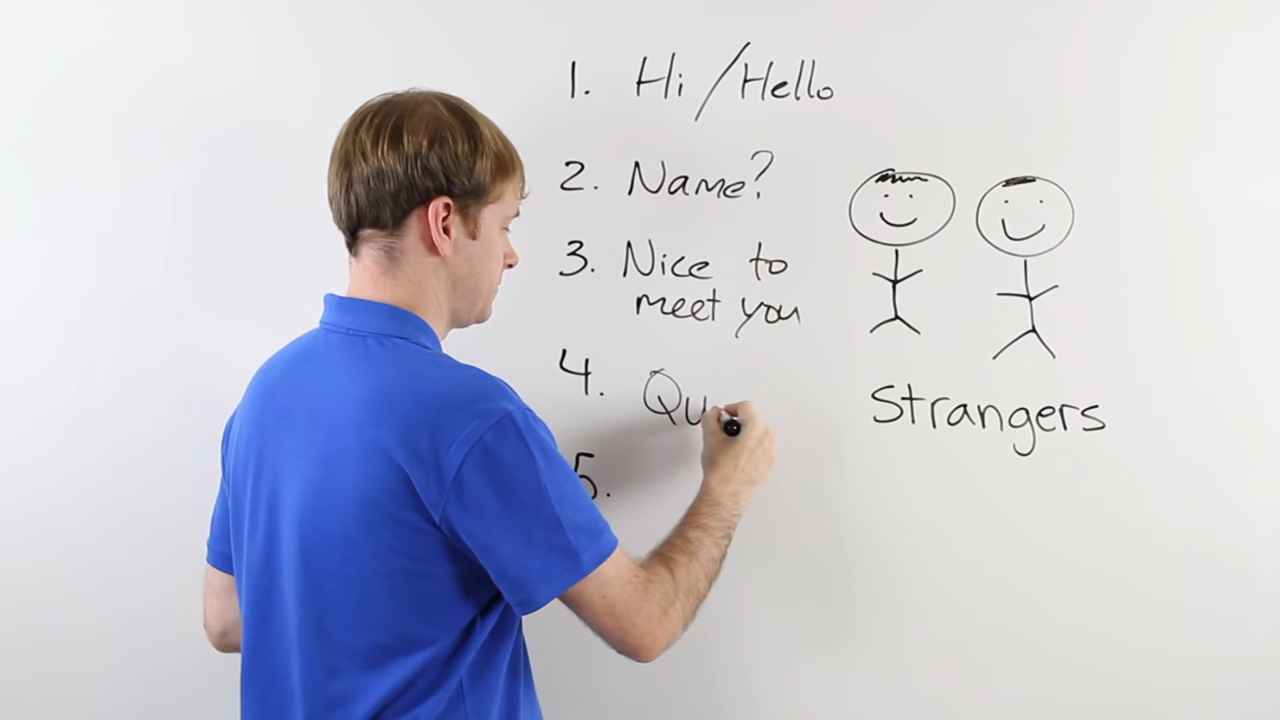 1. Hi/Hello
2. Name?
3. Nice to
meet you
4. Qu
5.
Strangers